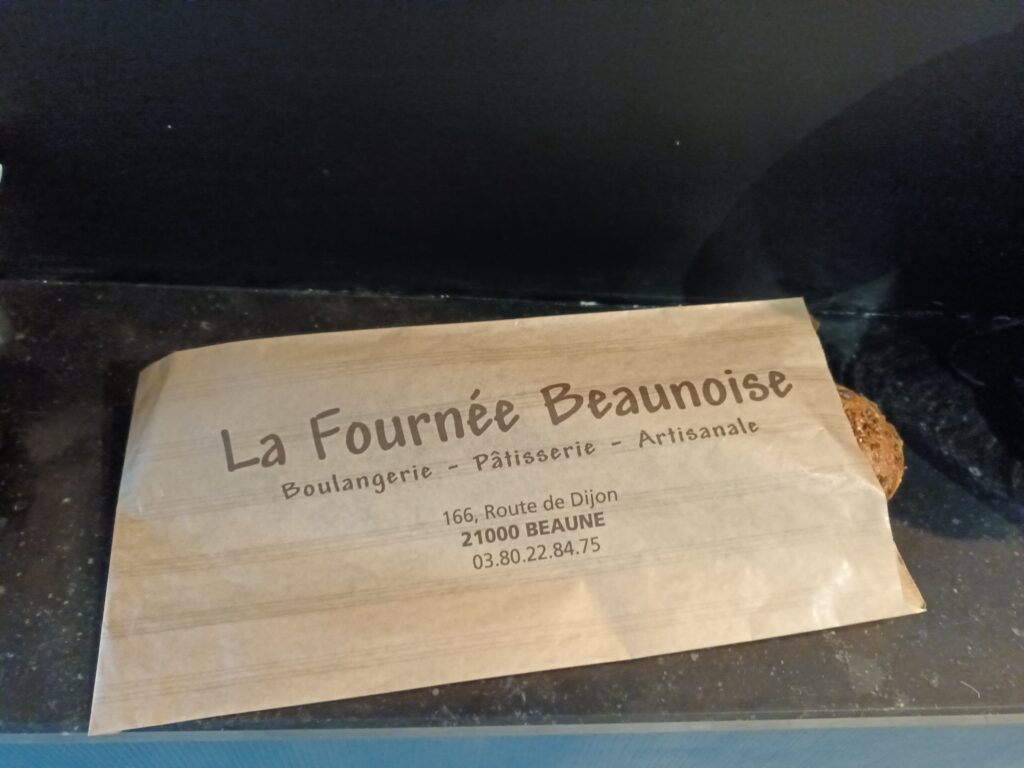 La Fournée Beaunoise
Boulangerie - Pâtisserie - Artisanale
166, Route de Dijon
21000 BEAUNE
03.80.22.84.75